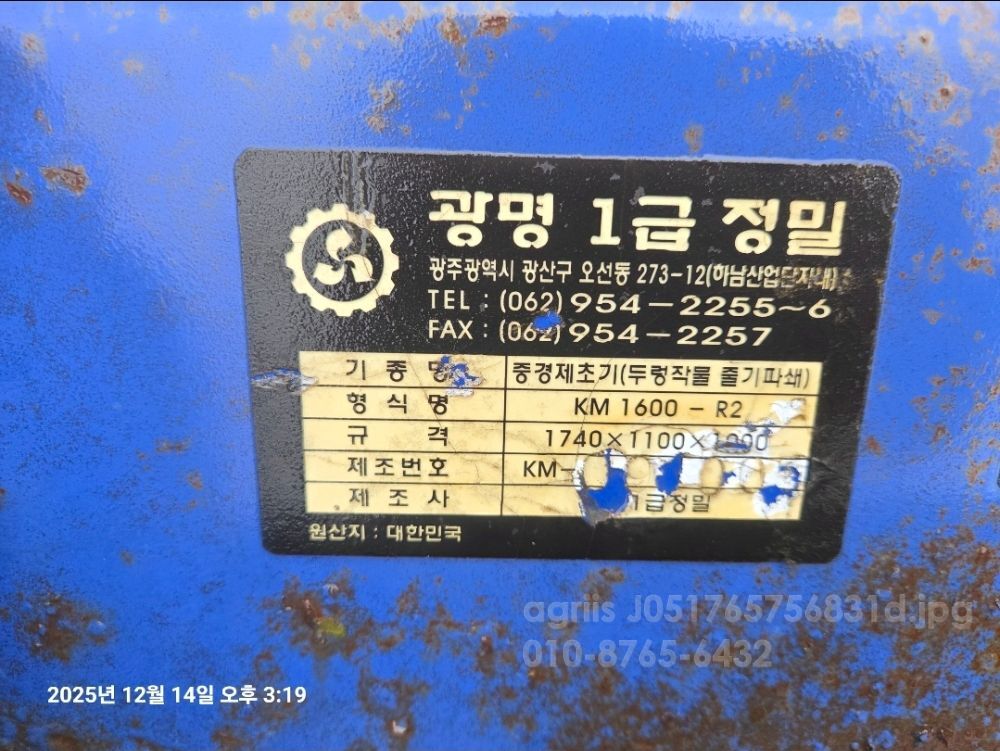 광명 1급 정밀
광주광역시 광산구 오선동 273-12(하남산업단지내)
TEL : (062) 954-2255~6
FAX : (062) 954-2257
기종명 중경제초기(두렁작물 줄기파쇄)
형식명 KM 1600 - R2
규격 1740×1100×1000
제조번호 KM-
제조사 1급정밀
원산지 : 대한민국
agriis J051765756831d.jpg
010-8765-6432
2025년 12월 14일 오후 3:19